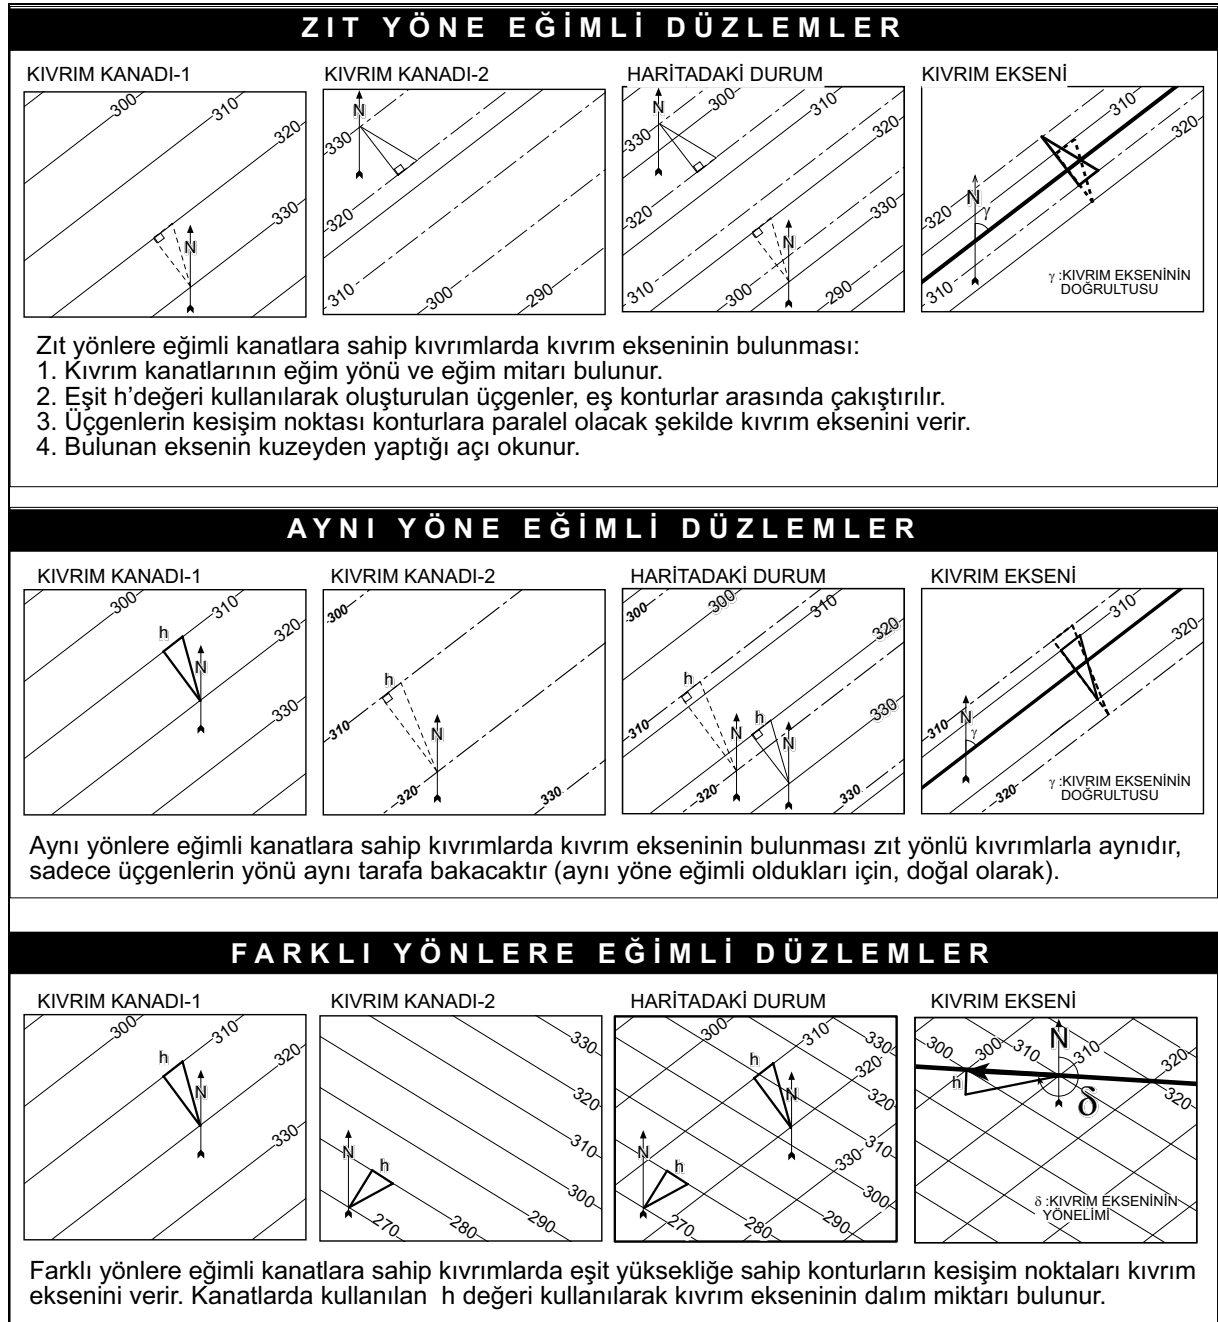 ZIT YÖNE EĞİMLİ DÜZLEMLER
KIVRIM KANADI-1
KIVRIM KANADI-2
HARİTADAKİ DURUM
KIVRIM EKSENİ
300
310
320
330
N
330
N
320
310
300
290
300
310
320
330
N
330
320
310
300
290
N
310
320
320
310
N
γ
γ :KIVRIM EKSENİNİN
DOĞRULTUSU
Zıt yönlere eğimli kanatlara sahip kıvrımlarda kıvrım ekseninin bulunması:
1. Kıvrım kanatlarının eğim yönü ve eğim mitarı bulunur.
2. Eşit h'değeri kullanılarak oluşturulan üçgenler, eş konturlar arasında çakıştırılır.
3. Üçgenlerin kesişim noktası konturlara paralel olacak şekilde kıvrım eksenini verir.
4. Bulunan eksenin kuzeyden yaptığı açı okunur.
AYNI YÖNE EĞİMLİ DÜZLEMLER
KIVRIM KANADI-1
KIVRIM KANADI-2
HARİTADAKİ DURUM
KIVRIM EKSENİ
300
310
320
330
h
N
300
310
320
330
h
N
300
300
310
320
330
310
320
330
h
N
h
N
310
320
310
320
N
γ
γ :KIVRIM EKSENİNİN
DOĞRULTUSU
Aynı yönlere eğimli kanatlara sahip kıvrımlarda kıvrım ekseninin bulunması zıt yönlü kıvrımlarla aynıdır,
sadece üçgenlerin yönü aynı tarafa bakacaktır (aynı yöne eğimli oldukları için, doğal olarak).
FARKLI YÖNLERE EĞİMLİ DÜZLEMLER
KIVRIM KANADI-1
KIVRIM KANADI-2
HARİTADAKİ DURUM
KIVRIM EKSENİ
300
310
320
330
h
N
330
320
310
300
290
280
270
N
h
300
310
330
320
320
310
330
300
290
280
270
h
N
N
h
300
300
310
N
310
320
320
h
δ
δ :KIVRIM EKSENİNİN
YÖNELİMİ
Farklı yönlere eğimli kanatlara sahip kıvrımlarda eşit yüksekliğe sahip konturların kesişim noktaları kıvrım
eksenini verir. Kanatlarda kullanılan h değeri kullanılarak kıvrım ekseninin dalım miktarı bulunur.